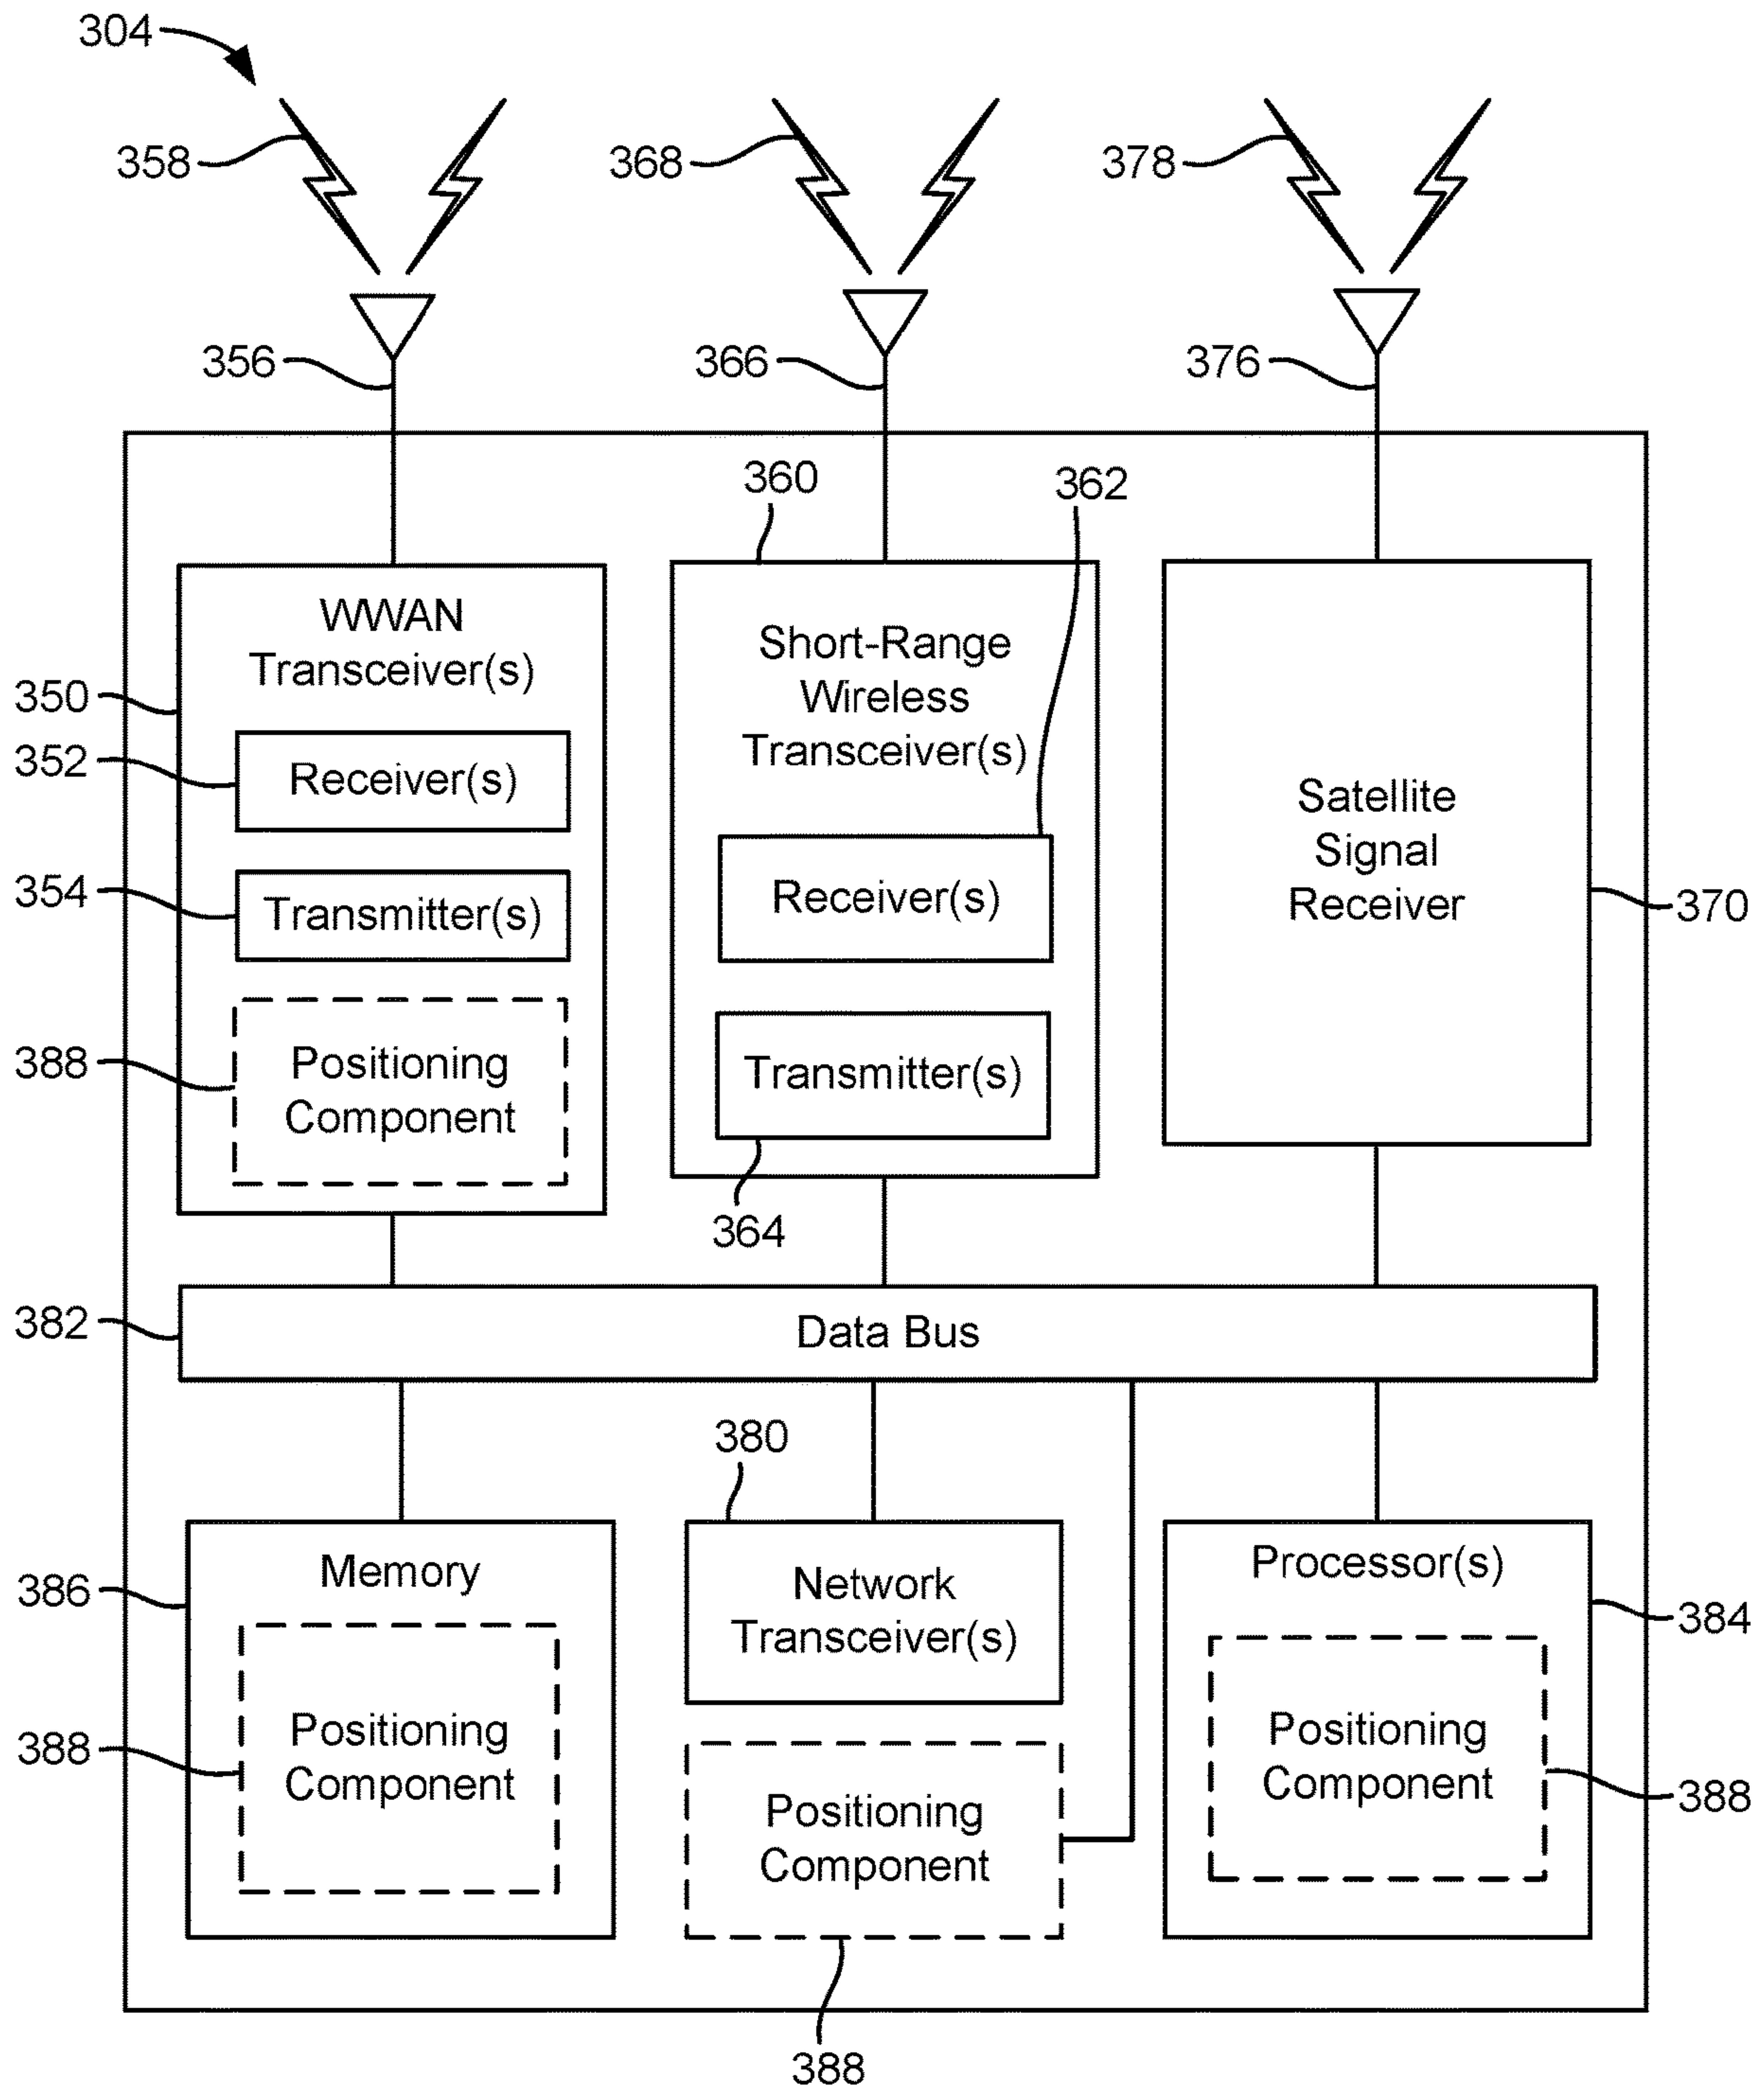 304
358
368
378
356
366
376
360
362
WWAN
Transceiver(s)
350
352
Receiver(s)
354
Transmitter(s)
388
Positioning
Component
Short-Range
Wireless
Transceiver(s)
Receiver(s)
Transmitter(s)
364
Satellite
Signal
Receiver
370
382
Data Bus
380
386
Memory
388
Positioning
Component
Network
Transceiver(s)
Positioning
Component
388
Processor(s)
384
Positioning
Component
388